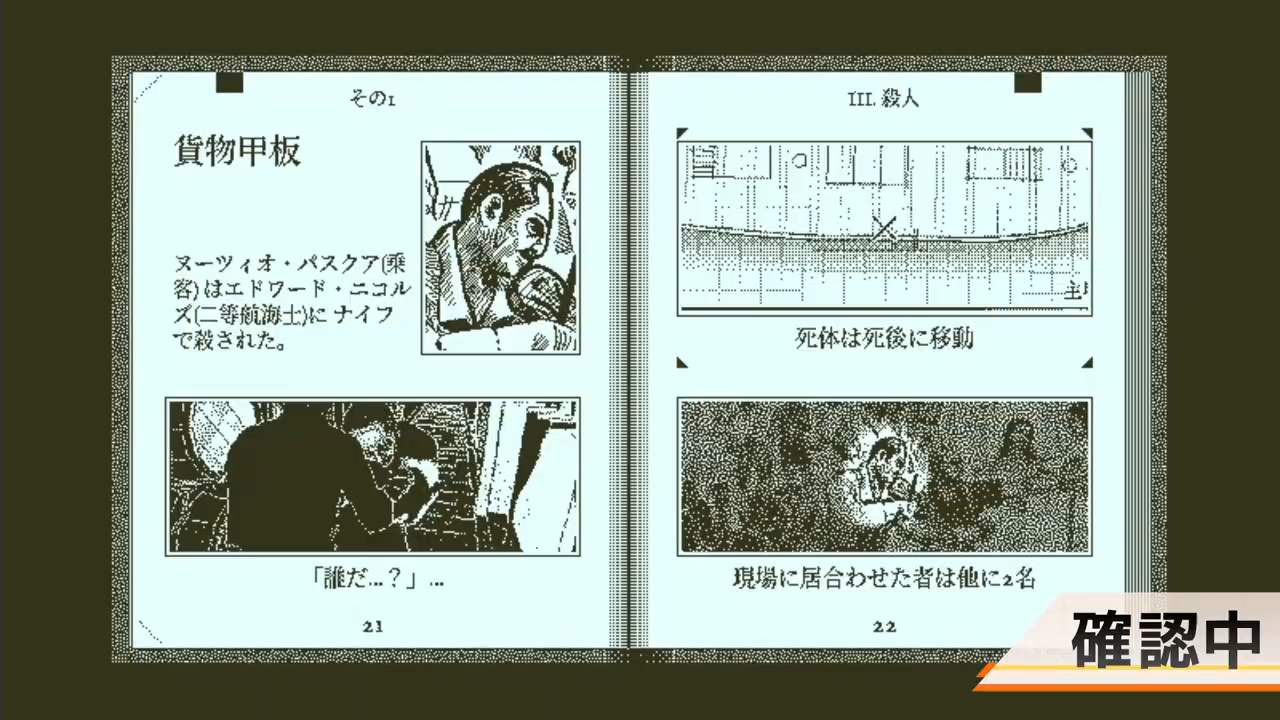 その1
貨物甲板
ヌーツィオ・パスクア(乗
客) はエドワード・ニコル
ズ(二等航海士)に ナイフ
で殺された。
「誰だ...？」...
21
III. 殺人
死体は死後に移動
現場に居合わせた者は他に2名
22
確認中